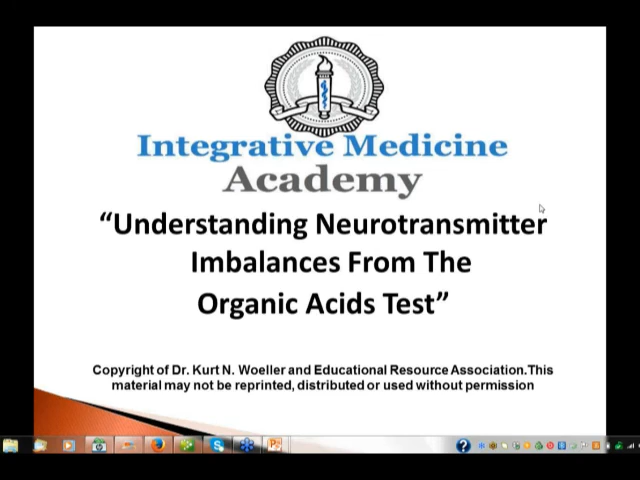 Integrative Medicine
Academy
“Understanding Neurotransmitter
Imbalances From The
Organic Acids Test”
Copyright of Dr. Kurt N. Woeller and Educational Resource Association.This
material may not be reprinted, distributed or used without permission